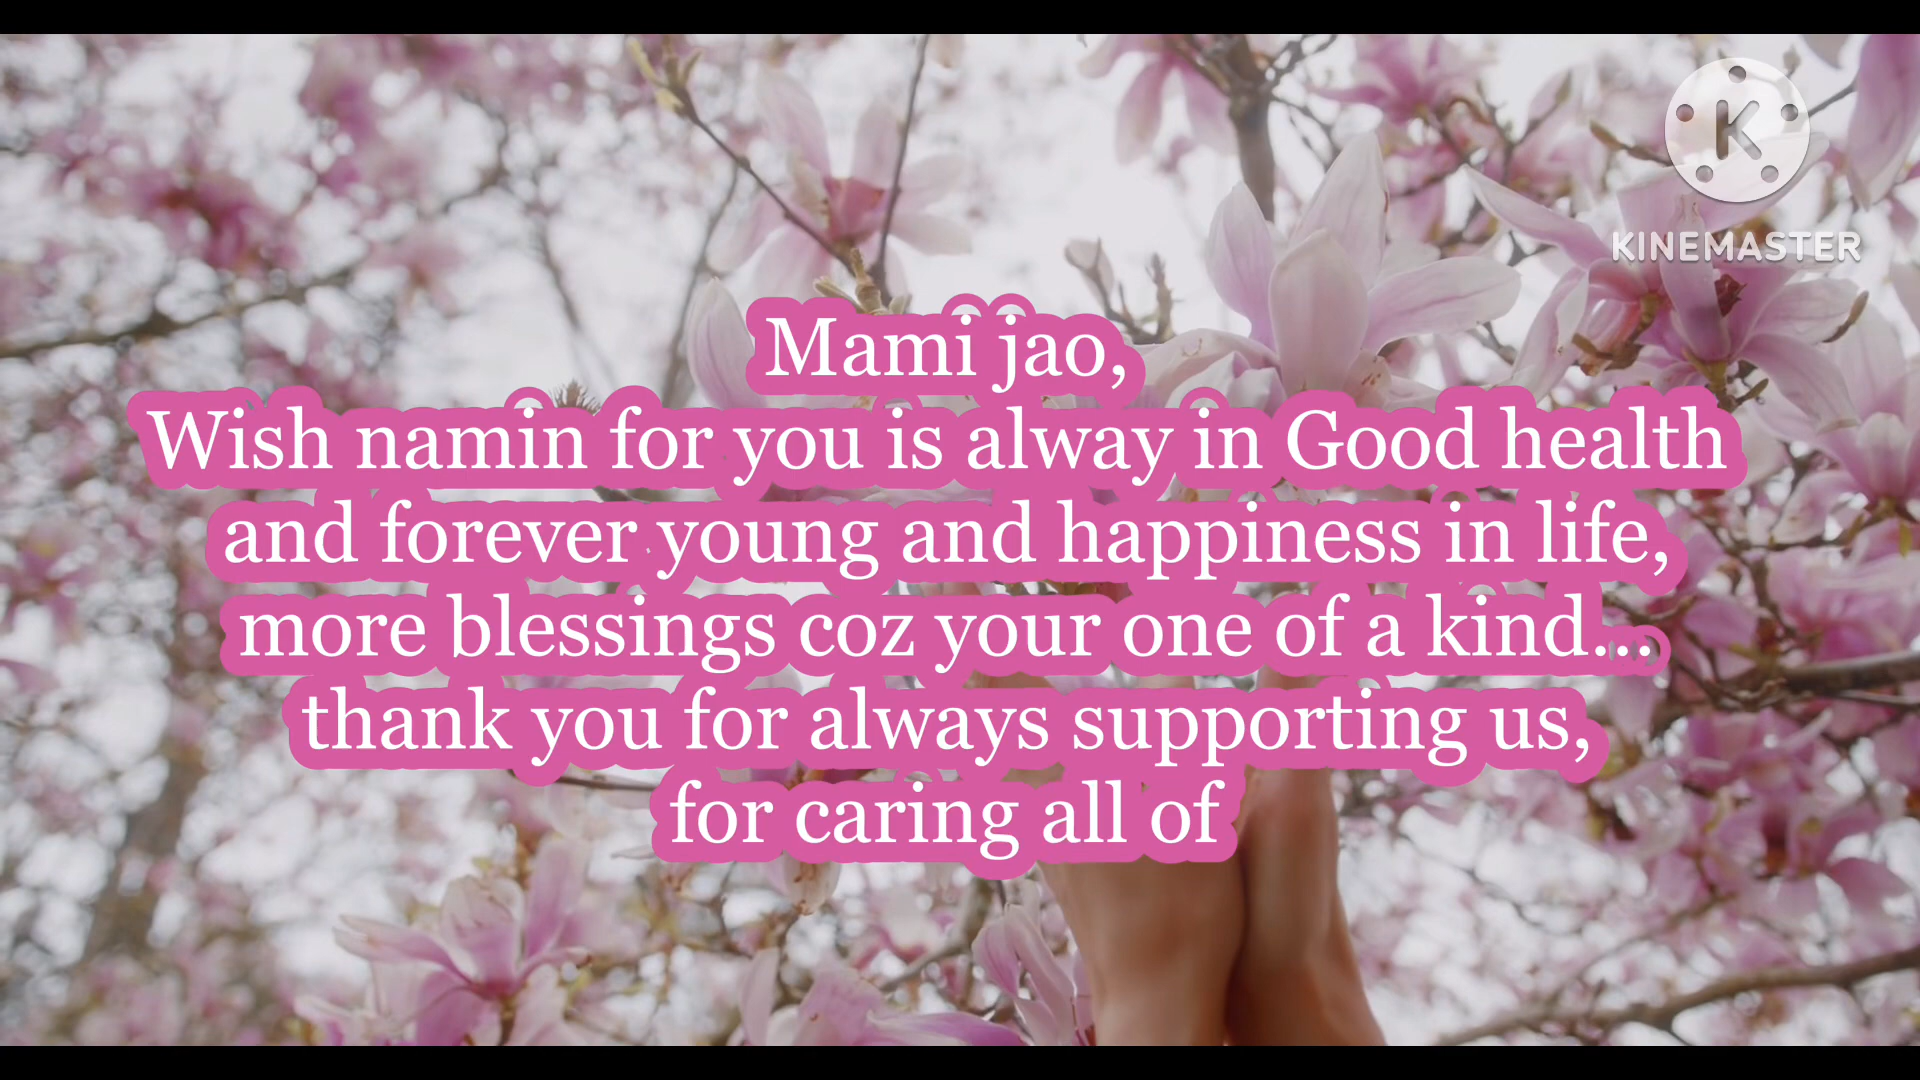 KINEMASTER
Mami jao,
Wish namin for you is alway in Good health
and forever young and happiness in life,
more blessings coz your one of a kind...
thank you for always supporting us,
for caring all of